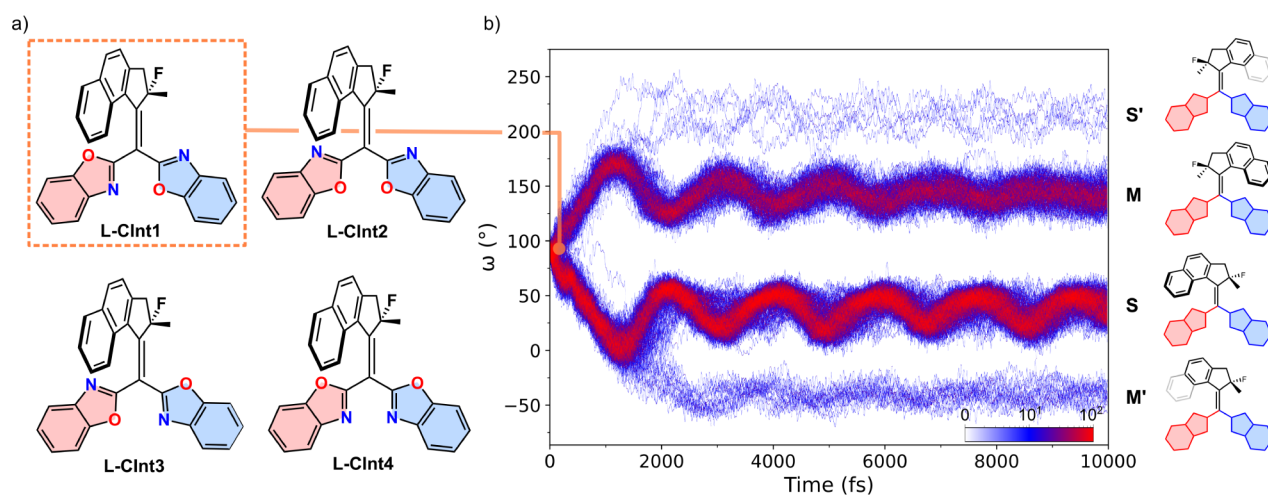 a)
F
O
N
N
O
L-CInt1
F
N
O
N
O
L-CInt2
F
N
O
O
N
L-CInt3
F
O
N
O
N
L-CInt4
b)
ω (°)
250
200
150
100
50
0
−50
0
2000
4000
6000
8000
10000
Time (fs)
0
10¹
10²
S'
M
S
M'
F
F
F
F